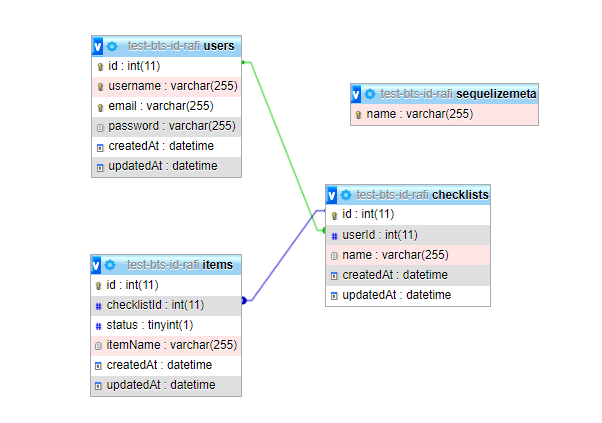 v test-bts-id-rafi users
id : int(11)
username : varchar(255)
email : varchar(255)
password : varchar(255)
createdAt : datetime
updatedAt : datetime
v test-bts-id-rafi sequelizemeta
name : varchar(255)
v test-bts-id-rafi checklists
id : int(11)
# userId : int(11)
name : varchar(255)
createdAt : datetime
updatedAt : datetime
v test-bts-id-rafi items
id : int(11)
# checklistId : int(11)
# status : tinyint(1)
itemName : varchar(255)
createdAt : datetime
updatedAt : datetime